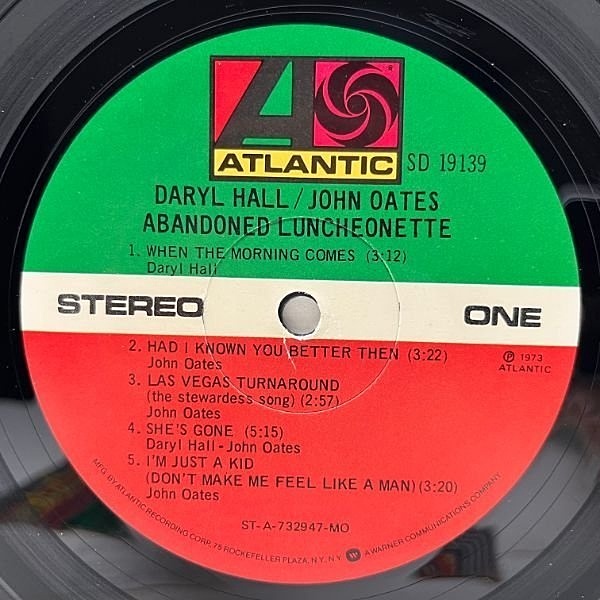 ATLANTIC
®
SD 19139
DARYL HALL/JOHN OATES
ABANDONED LUNCHEONETTE
1. WHEN THE MORNING COMES (3:12)
Daryl Hall
STEREO
ONE
2. HAD I KNOWN YOU BETTER THEN (3:22)
John Oates
℗ 1973
ATLANTIC
3. LAS VEGAS TURNAROUND
(the stewardess song) (2:57)
John Oates
4. SHE'S GONE (5:15)
Daryl Hall-John Oates
5. I'M JUST A KID
(DON'T MAKE ME FEEL LIKE A MAN) (3:20)
John Oates
ST-A-732947-MO
MFG. BY ATLANTIC RECORDING CORP. 75 ROCKEFELLER PLAZA, N.Y., N.Y. A WARNER COMMUNICATIONS COMPANY